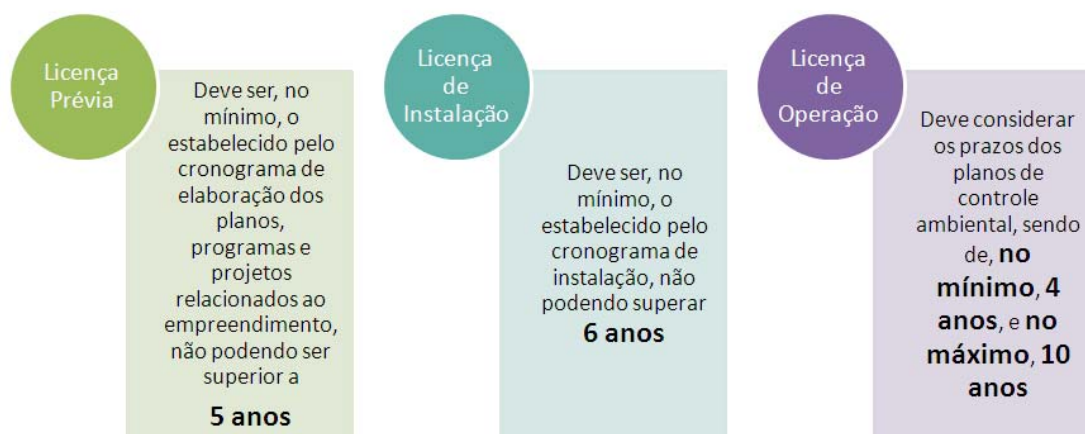 Licença
Prévia
Deve ser, no
mínimo, o
estabelecido pelo
cronograma de
elaboração dos
planos,
programas e
projetos
relacionados ao
empreendimento,
não podendo ser
superior a
5 anos
Licença
de
Instalação
Deve ser, no
mínimo, o
estabelecido pelo
cronograma de
instalação, não
podendo superar
6 anos
Licença
de
Operação
Deve considerar
os prazos dos
planos de
controle
ambiental, sendo
de, no
mínimo, 4
anos, e no
máximo, 10
anos